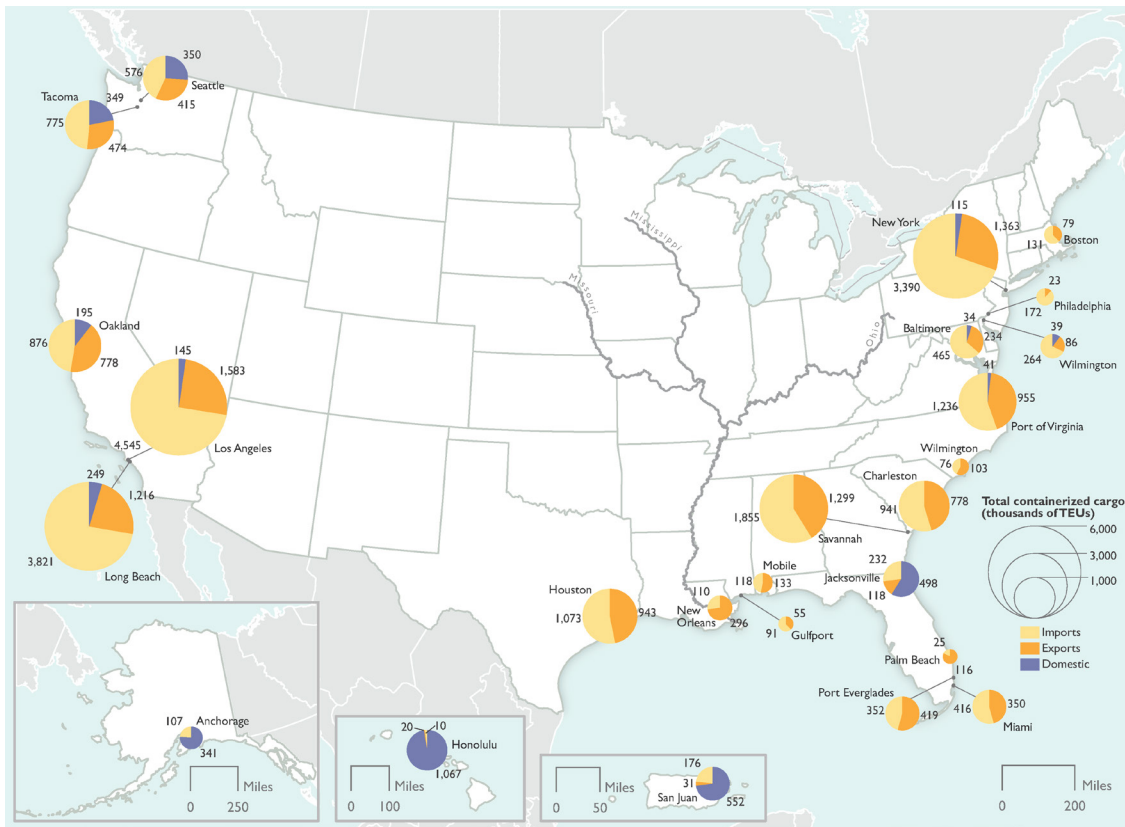 350
576
Seattle
415
Tacoma
349
775
474
195
Oakland
876
778
145
1,583
Los Angeles
4,545
249
1,216
3,821
Long Beach
Mississippi
Missouri
Ohio
115
New York
1,363
3,390
79
131
Boston
23
172
Philadelphia
34
Baltimore
234
465
39
86
264
Wilmington
41
1,236
955
Port of Virginia
Wilmington
76
103
Charleston
941
778
1,299
1,855
Savannah
232
Jacksonville
498
118
Mobile
118
133
110
New
Orleans
296
55
91
Gulfport
Houston
1,073
943
25
Palm Beach
116
Port Everglades
352
419
416
350
Miami
Total containerized cargo
(thousands of TEUs)
6,000
3,000
1,000
Imports
Exports
Domestic
107
Anchorage
341
Miles
0
250
20
10
Honolulu
1,067
Miles
0
100
176
31
San Juan
552
Miles
0
50
Miles
0
200